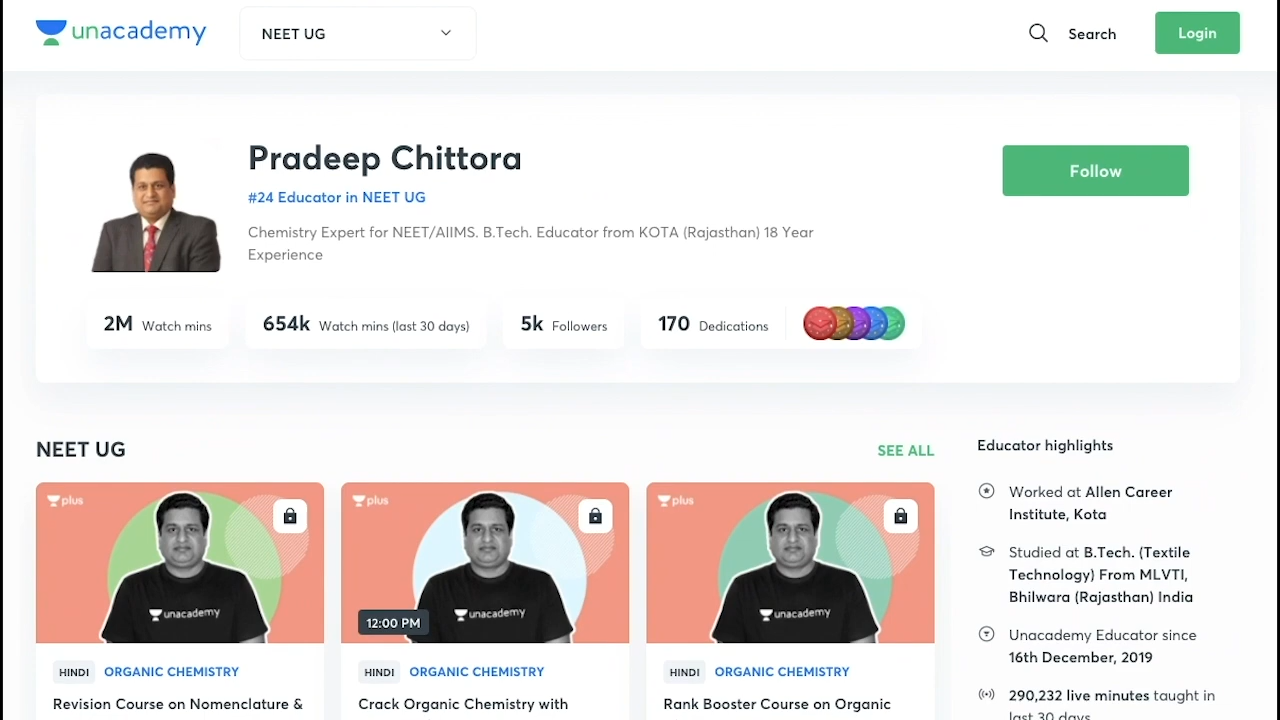 unacademy
NEET UG
Search
Login
Pradeep Chittora
#24 Educator in NEET UG
Chemistry Expert for NEET/AIIMS. B.Tech. Educator from KOTA (Rajasthan) 18 Year
Experience
Follow
2M Watch mins
654k Watch mins (last 30 days)
5k Followers
170 Dedications
NEET UG
SEE ALL
plus
unacademy
HINDI ORGANIC CHEMISTRY
Revision Course on Nomenclature &
plus
unacademy
12:00 PM
HINDI ORGANIC CHEMISTRY
Crack Organic Chemistry with
plus
unacademy
HINDI ORGANIC CHEMISTRY
Rank Booster Course on Organic
Educator highlights
Worked at Allen Career
Institute, Kota
Studied at B.Tech. (Textile
Technology) From MLVTI,
Bhilwara (Rajasthan) India
Unacademy Educator since
16th December, 2019
290,232 live minutes taught in
last 30 days